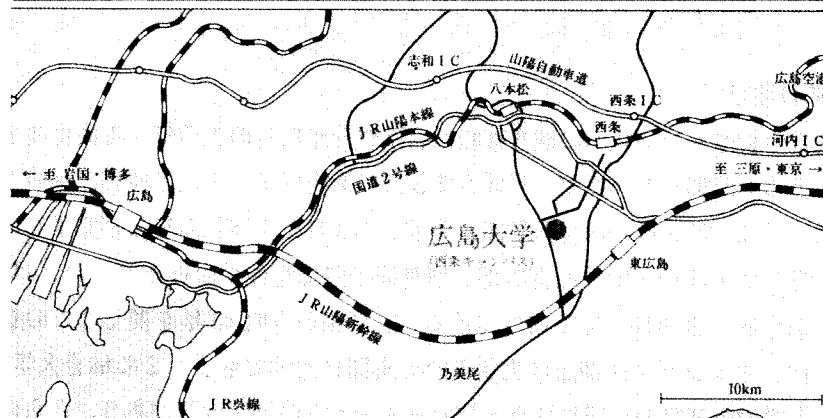 志和IC
山陽自動車道
広島空港
八本松
西条IC
JR山陽本線
西条
河内IC
← 至 岩国・博多
国道2号線
至 三原・東京 →
広島
広島大学
(西条キャンパス)
東広島
JR山陽新幹線
乃美尾
10km
JR呉線